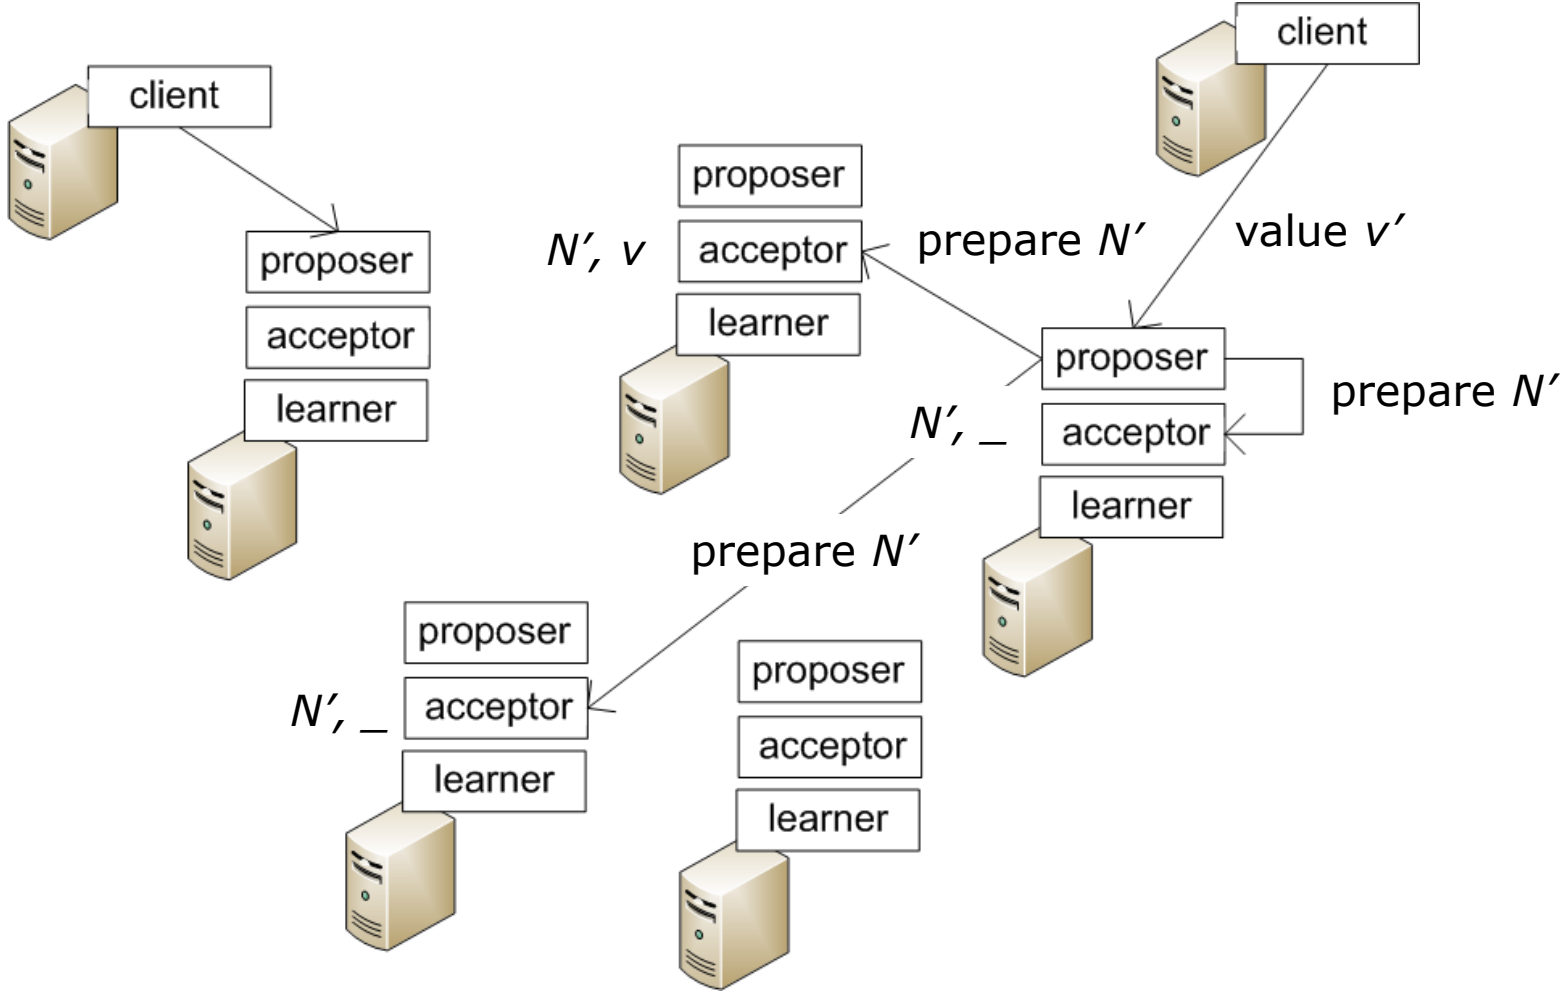 client
client
proposer
N′, v
acceptor
prepare N′
value v′
proposer
acceptor
learner
learner
proposer
prepare N′
N′, _
acceptor
learner
prepare N′
proposer
N′, _
acceptor
learner
proposer
acceptor
learner